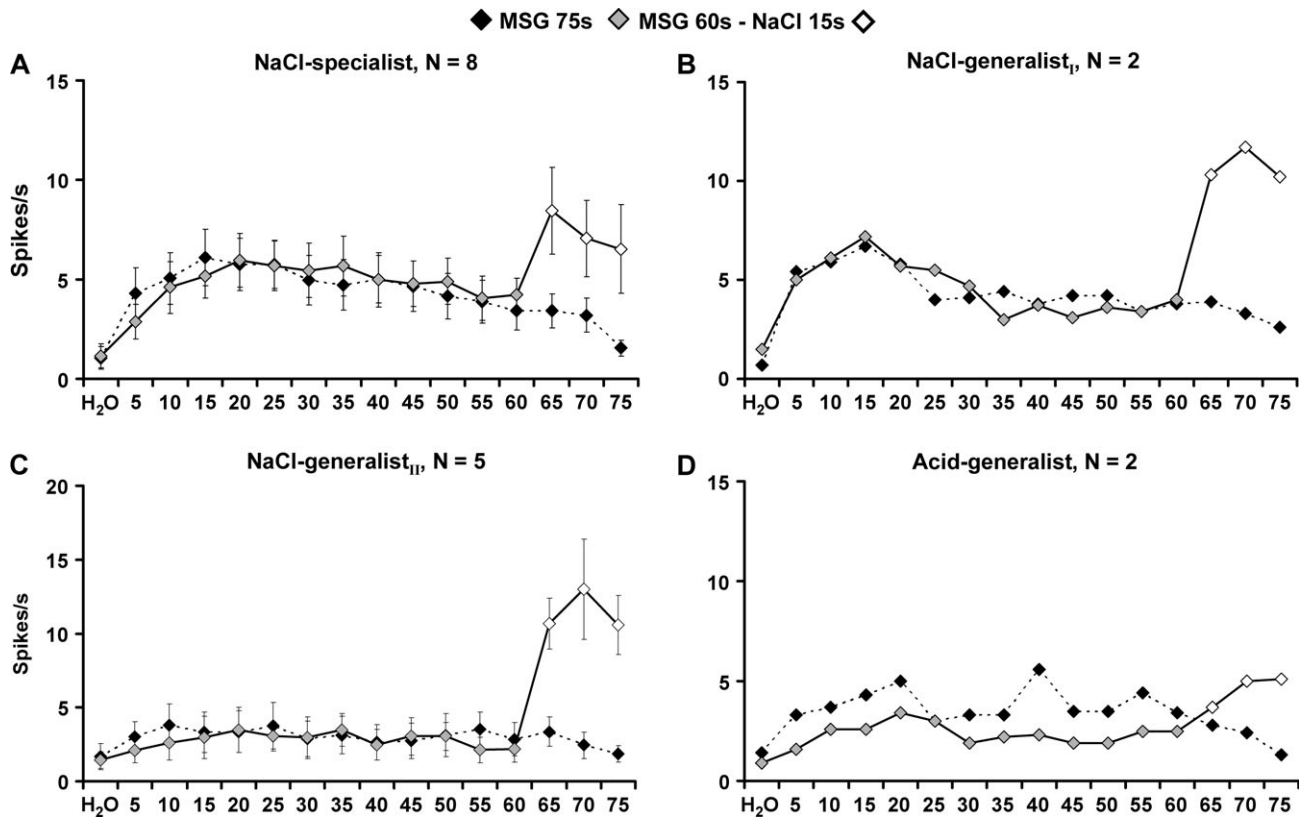 ◆ MSG 75s ◆ MSG 60s - NaCl 15s ◇
A
NaCl-specialist, N = 8
15
10
5
0
Spikes/s
H₂O 5 10 15 20 25 30 35 40 45 50 55 60 65 70 75
B
NaCl-generalist_I, N = 2
15
10
5
0
H₂O 5 10 15 20 25 30 35 40 45 50 55 60 65 70 75
C
NaCl-generalist_II, N = 5
20
15
10
5
0
Spikes/s
H₂O 5 10 15 20 25 30 35 40 45 50 55 60 65 70 75
D
Acid-generalist, N = 2
15
10
5
0
H₂O 5 10 15 20 25 30 35 40 45 50 55 60 65 70 75